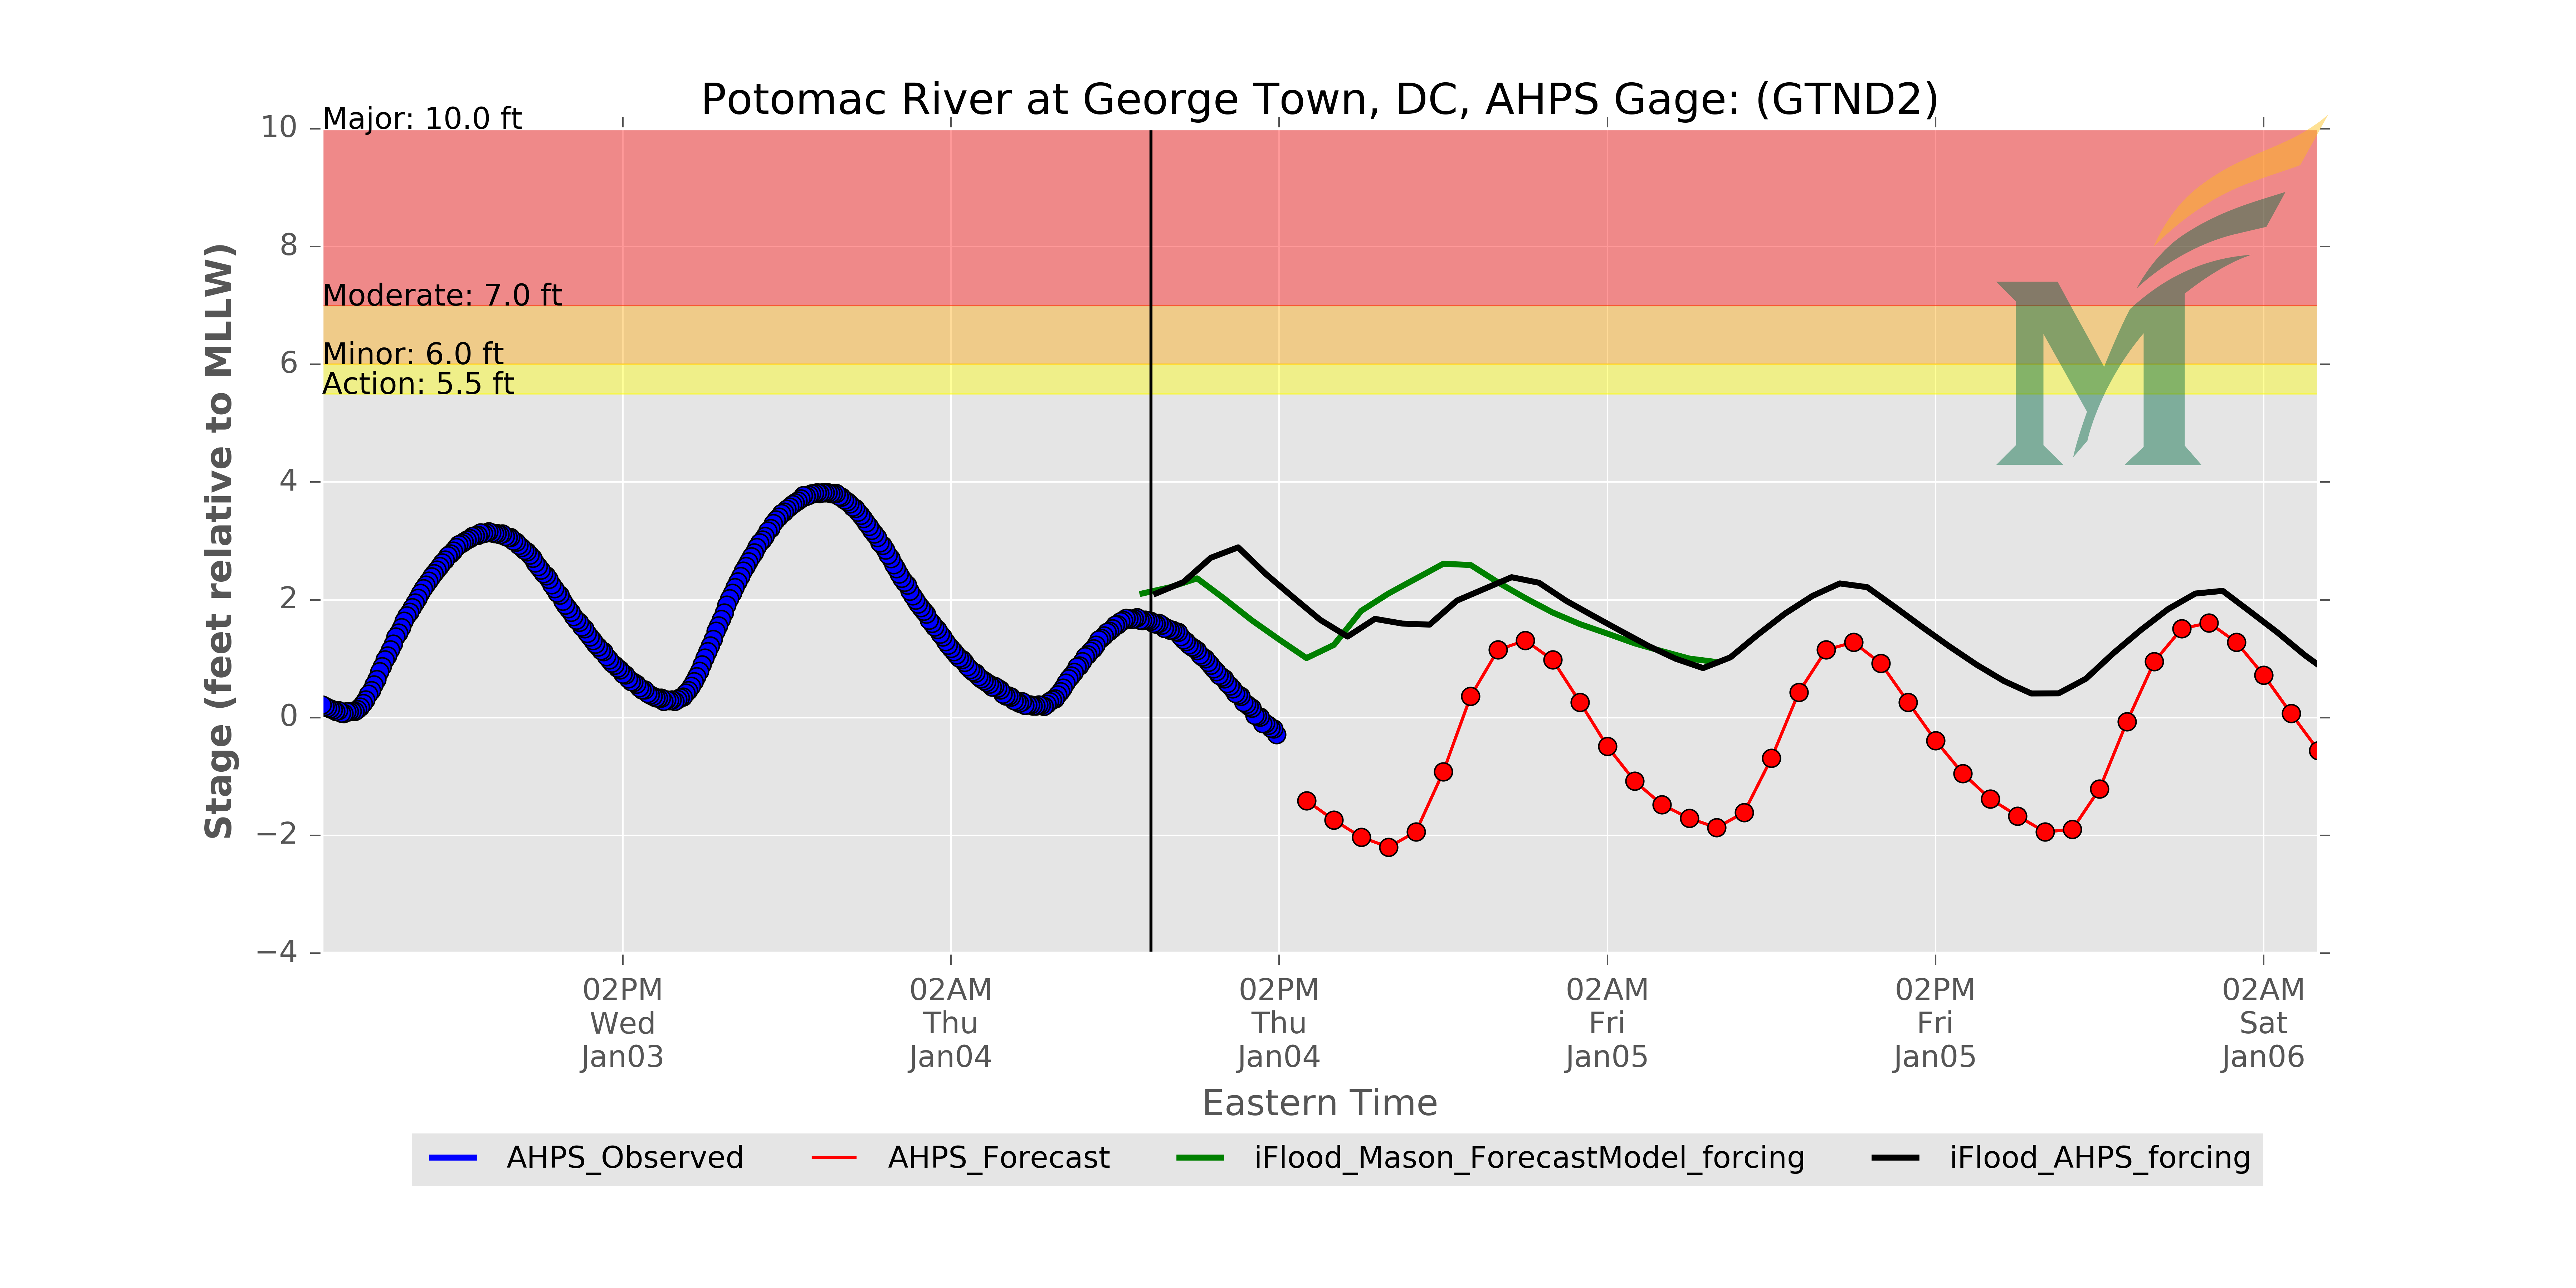 Potomac River at George Town, DC, AHPS Gage: (GTND2)
Major: 10.0 ft
Moderate: 7.0 ft
Minor: 6.0 ft
Action: 5.5 ft
Stage (feet relative to MLLW)
10
8
6
4
2
0
−2
−4
02PM Wed Jan03
02AM Thu Jan04
02PM Thu Jan04
02AM Fri Jan05
02PM Fri Jan05
02AM Sat Jan06
Eastern Time
AHPS_Observed
AHPS_Forecast
iFlood_Mason_ForecastModel_forcing
iFlood_AHPS_forcing
M